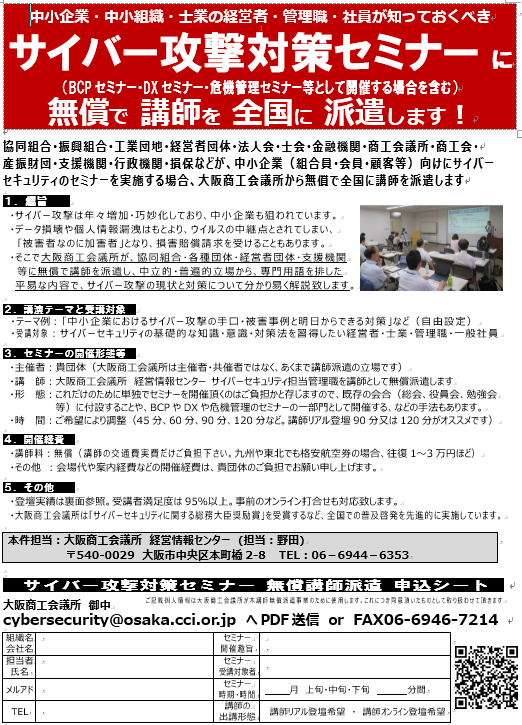 中小企業・中小組織・士業の経営者・管理職・社員が知っておくべき
サイバー攻撃対策セミナー に
（BCPセミナー・DXセミナー・危機管理セミナー等として開催する場合を含む）
無償で 講師を 全国に 派遣します！
協同組合・振興組合・工業団地・経営者団体・法人会・士会・金融機関・商工会議所・商工会・
産振財団・支援機関・行政機関・損保などが、中小企業（組合員・会員・顧客等）向けにサイバー
セキュリティのセミナーを実施する場合、大阪商工会議所から無償で全国に講師を派遣します
１．趣旨
・サイバー攻撃は年々増加・巧妙化しており、中小企業も狙われています。
・データ損壊や個人情報漏洩はもとより、ウイルスの中継点とされてしまい、
「被害者なのに加害者」となり、損害賠償請求を受けることもあります。
・そこで大阪商工会議所が、協同組合・各種団体・経営者団体・支援機関
等に無償で講師を派遣し、中立的・普遍的立場から、専門用語を排した
平易な内容で、サイバー攻撃の現状と対策について分かり易く解説致します。
２．講演テーマと受講対象
・テーマ例：「中小企業におけるサイバー攻撃の手口・被害事例と明日からできる対策」など（自由設定）
・受講対象：サイバーセキュリティの基礎的な知識・意識・対策法を習得したい経営者・士業・管理職・一般社員
３．セミナーの開催形態等
・主催者：貴団体（大阪商工会議所は主催者・共催者ではなく、あくまで講師派遣の立場です）
・講　師：大阪商工会議所 経営情報センター サイバーセキュリティ担当管理職を講師として無償派遣します
・形　態：これだけのために単独でセミナーを開催頂くのはご負担かと存じますので、既存の会合（総会、役員会、勉強会
等）に付設することや、BCPやDXや危機管理のセミナーの一部門として開催する、などの手法もあります。
・時　間：ご希望により調整（45分、60分、90分、120分など。講師リアル登壇90分又は120分がオススメです）
４．開催経費
・講師料：無償（講師の交通費実費だけご負担下さい。九州や東北でも格安航空券の場合、往復1～3万円ほど）
・その他 ：会場代や案内経費などの開催経費は、貴団体のご負担でお願い申し上げます。
５．その他
・登壇実績は裏面参照。受講者満足度は95%以上。事前のオンライン打合せも対応致します。
・大阪商工会議所は「サイバーセキュリティに関する総務大臣奨励賞」を受賞するなど、全国での普及啓発を先進的に実施しています。
本件担当：大阪商工会議所 経営情報センター（担当：野田）
〒540-0029 大阪市中央区本町橋2-8 TEL：06－6944－6353
サイバー攻撃対策セミナー 無償講師派遣 申込シート
大阪商工会議所 御中
ご記載個人情報は大阪商工会議所が本講師無償派遣事業のために使用します。これにつき同意頂いたものとして取り扱わせて頂きます
cybersecurity@osaka.cci.or.jp へPDF送信 or FAX06-6946-7214
組織名
会社名
セミナー
開催趣旨
担当者
氏名
セミナー
受講対象者
メルアド
セミナー
時期・時間
月 上旬・中旬・下旬 分間
TEL
講師の
出講形態
講師リアル登壇希望 ・ 講師オンライン登壇希望